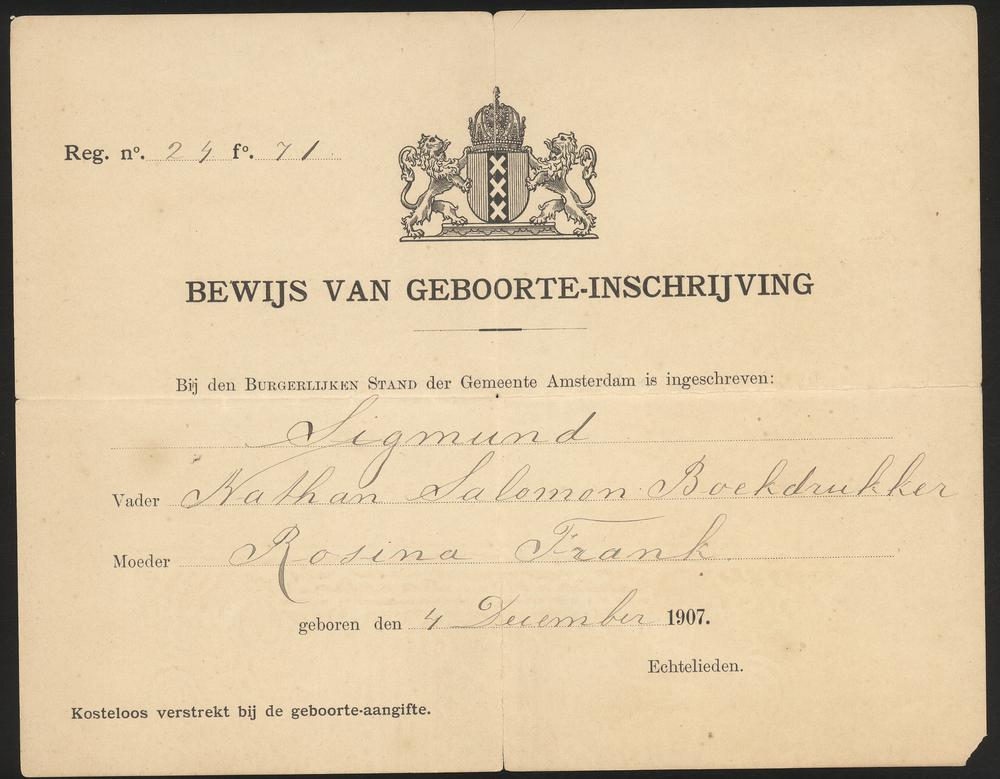 Reg. nº. 24 fº. 71
BEWIJS VAN GEBOORTE-INSCHRIJVING
Bij den BURGERLIJKEN STAND der Gemeente Amsterdam is ingeschreven:
Sigmund
Vader Nathan Salomon Boekdrukker
Moeder Rosina Frank
geboren den 4 December 1907.
Echtelieden.
Kosteloos verstrekt bij de geboorte-aangifte.